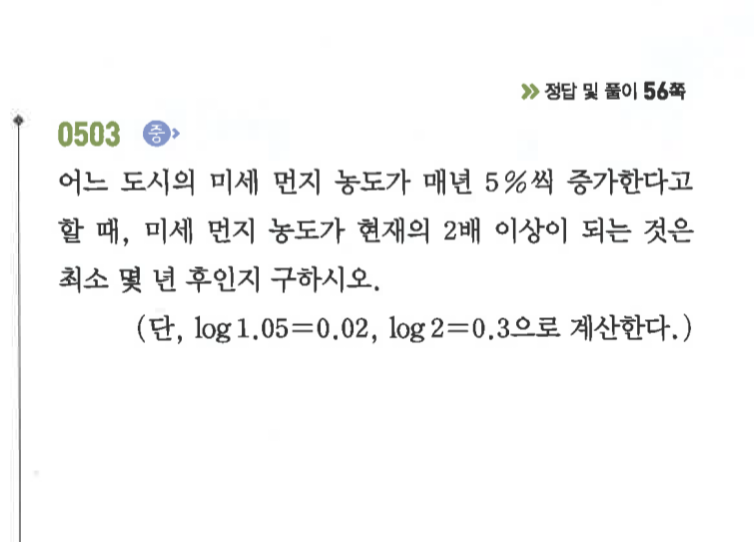 » 정답 및 풀이 56쪽
0503 중
어느 도시의 미세 먼지 농도가 매년 5%씩 증가한다고
할 때, 미세 먼지 농도가 현재의 2배 이상이 되는 것은
최소 몇 년 후인지 구하시오.
(단, log 1.05=0.02, log 2=0.3으로 계산한다.)